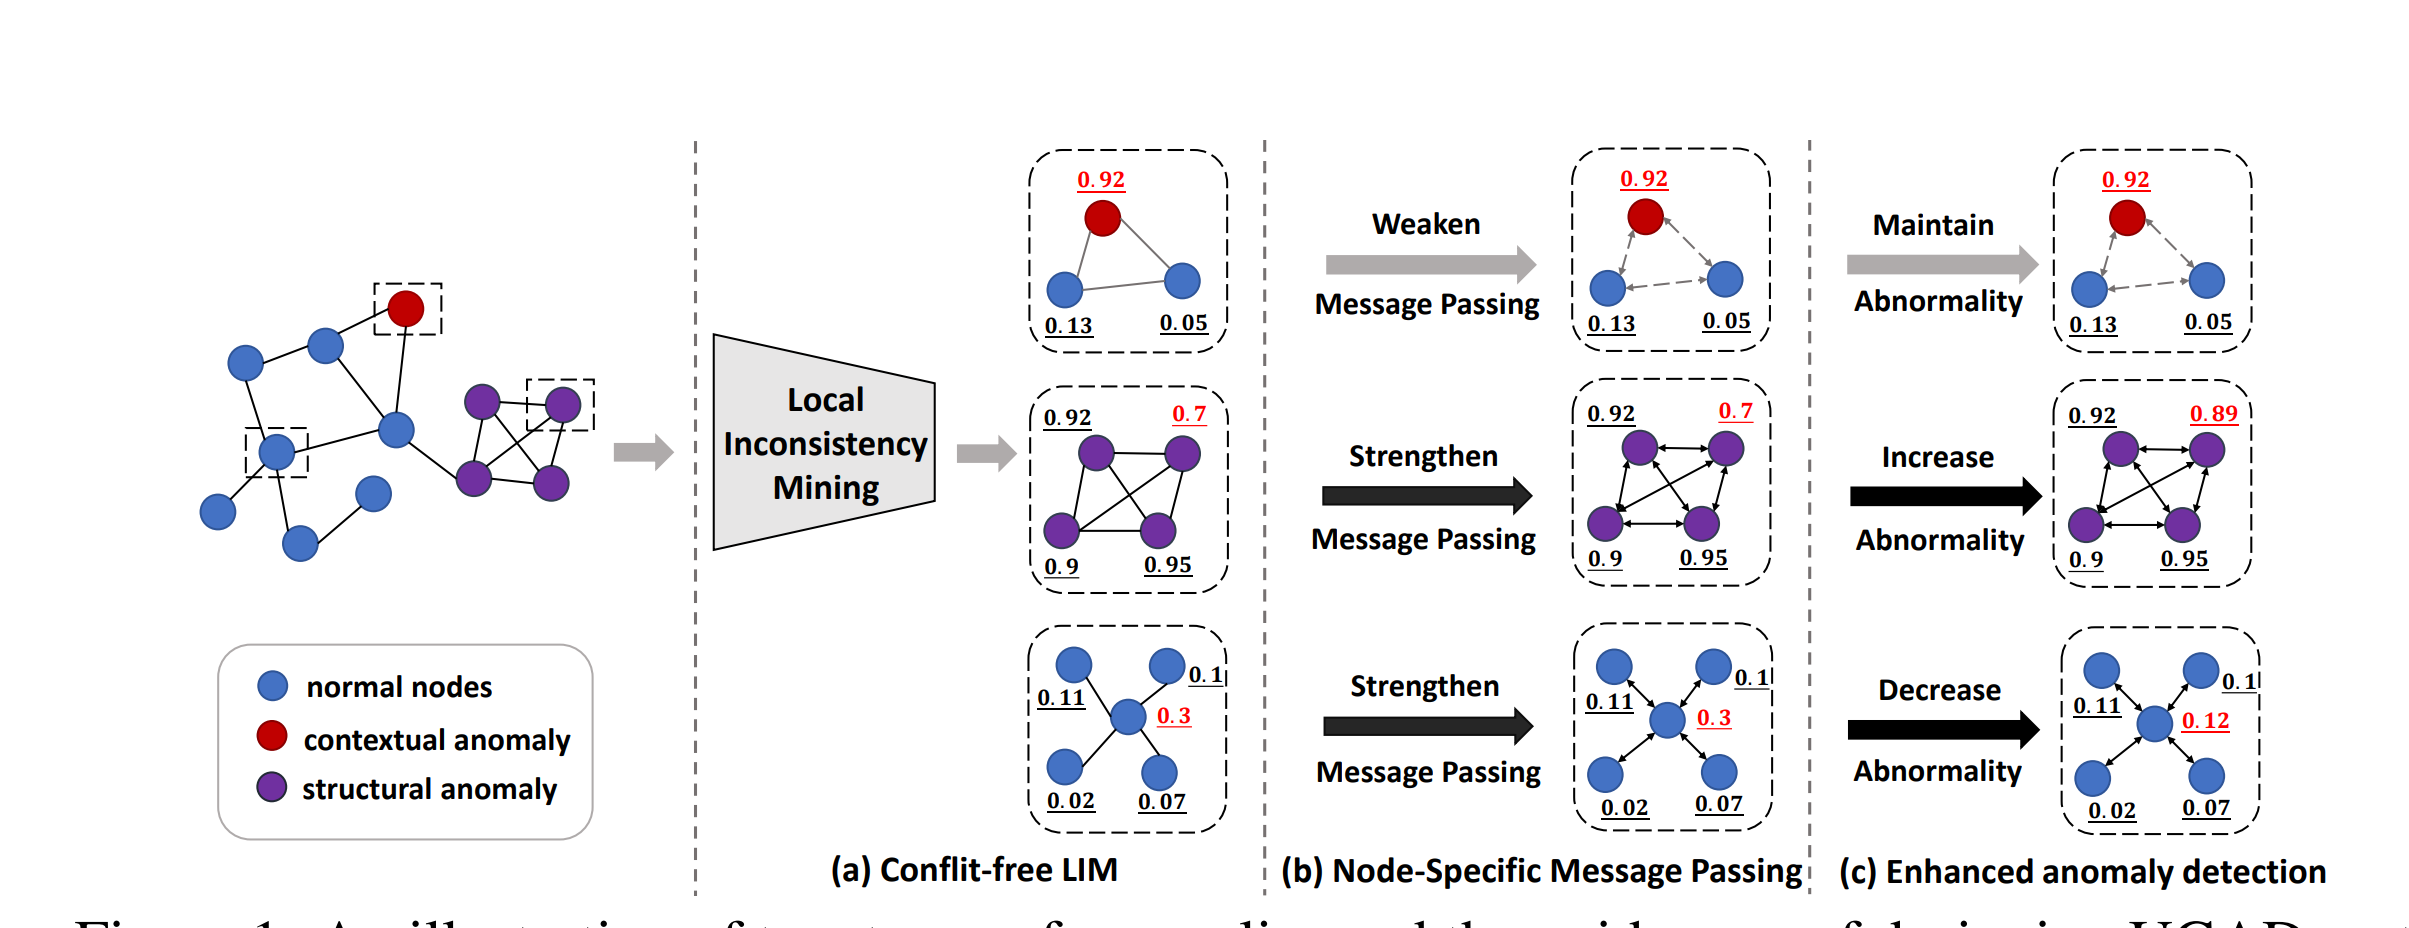 normal nodes
contextual anomaly
structural anomaly
Local
Inconsistency
Mining
0.92
0.13
0.05
0.92
0.7
0.9
0.95
0.11
0.1
0.3
0.02
0.07
(a) Conflit-free LIM
Weaken
Message Passing
Strengthen
Message Passing
Strengthen
Message Passing
0.92
0.13
0.05
0.92
0.7
0.9
0.95
0.11
0.1
0.3
0.02
0.07
(b) Node-Specific Message Passing
Maintain
Abnormality
Increase
Abnormality
Decrease
Abnormality
0.92
0.13
0.05
0.92
0.89
0.9
0.95
0.11
0.1
0.12
0.02
0.07
(c) Enhanced anomaly detection